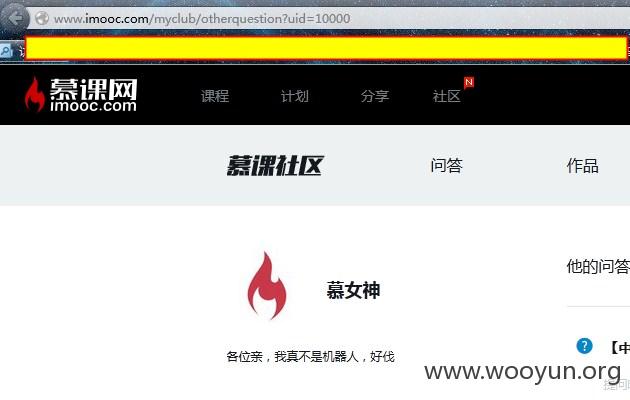 www.imooc.com/myclub/otherquestion?uid=10000
慕课网
imooc.com
课程 计划 分享 社区 N
慕课社区 问答 作品
慕女神
他的问答
各位亲，我真不是机器人，好伐
?
www.wooyun.org